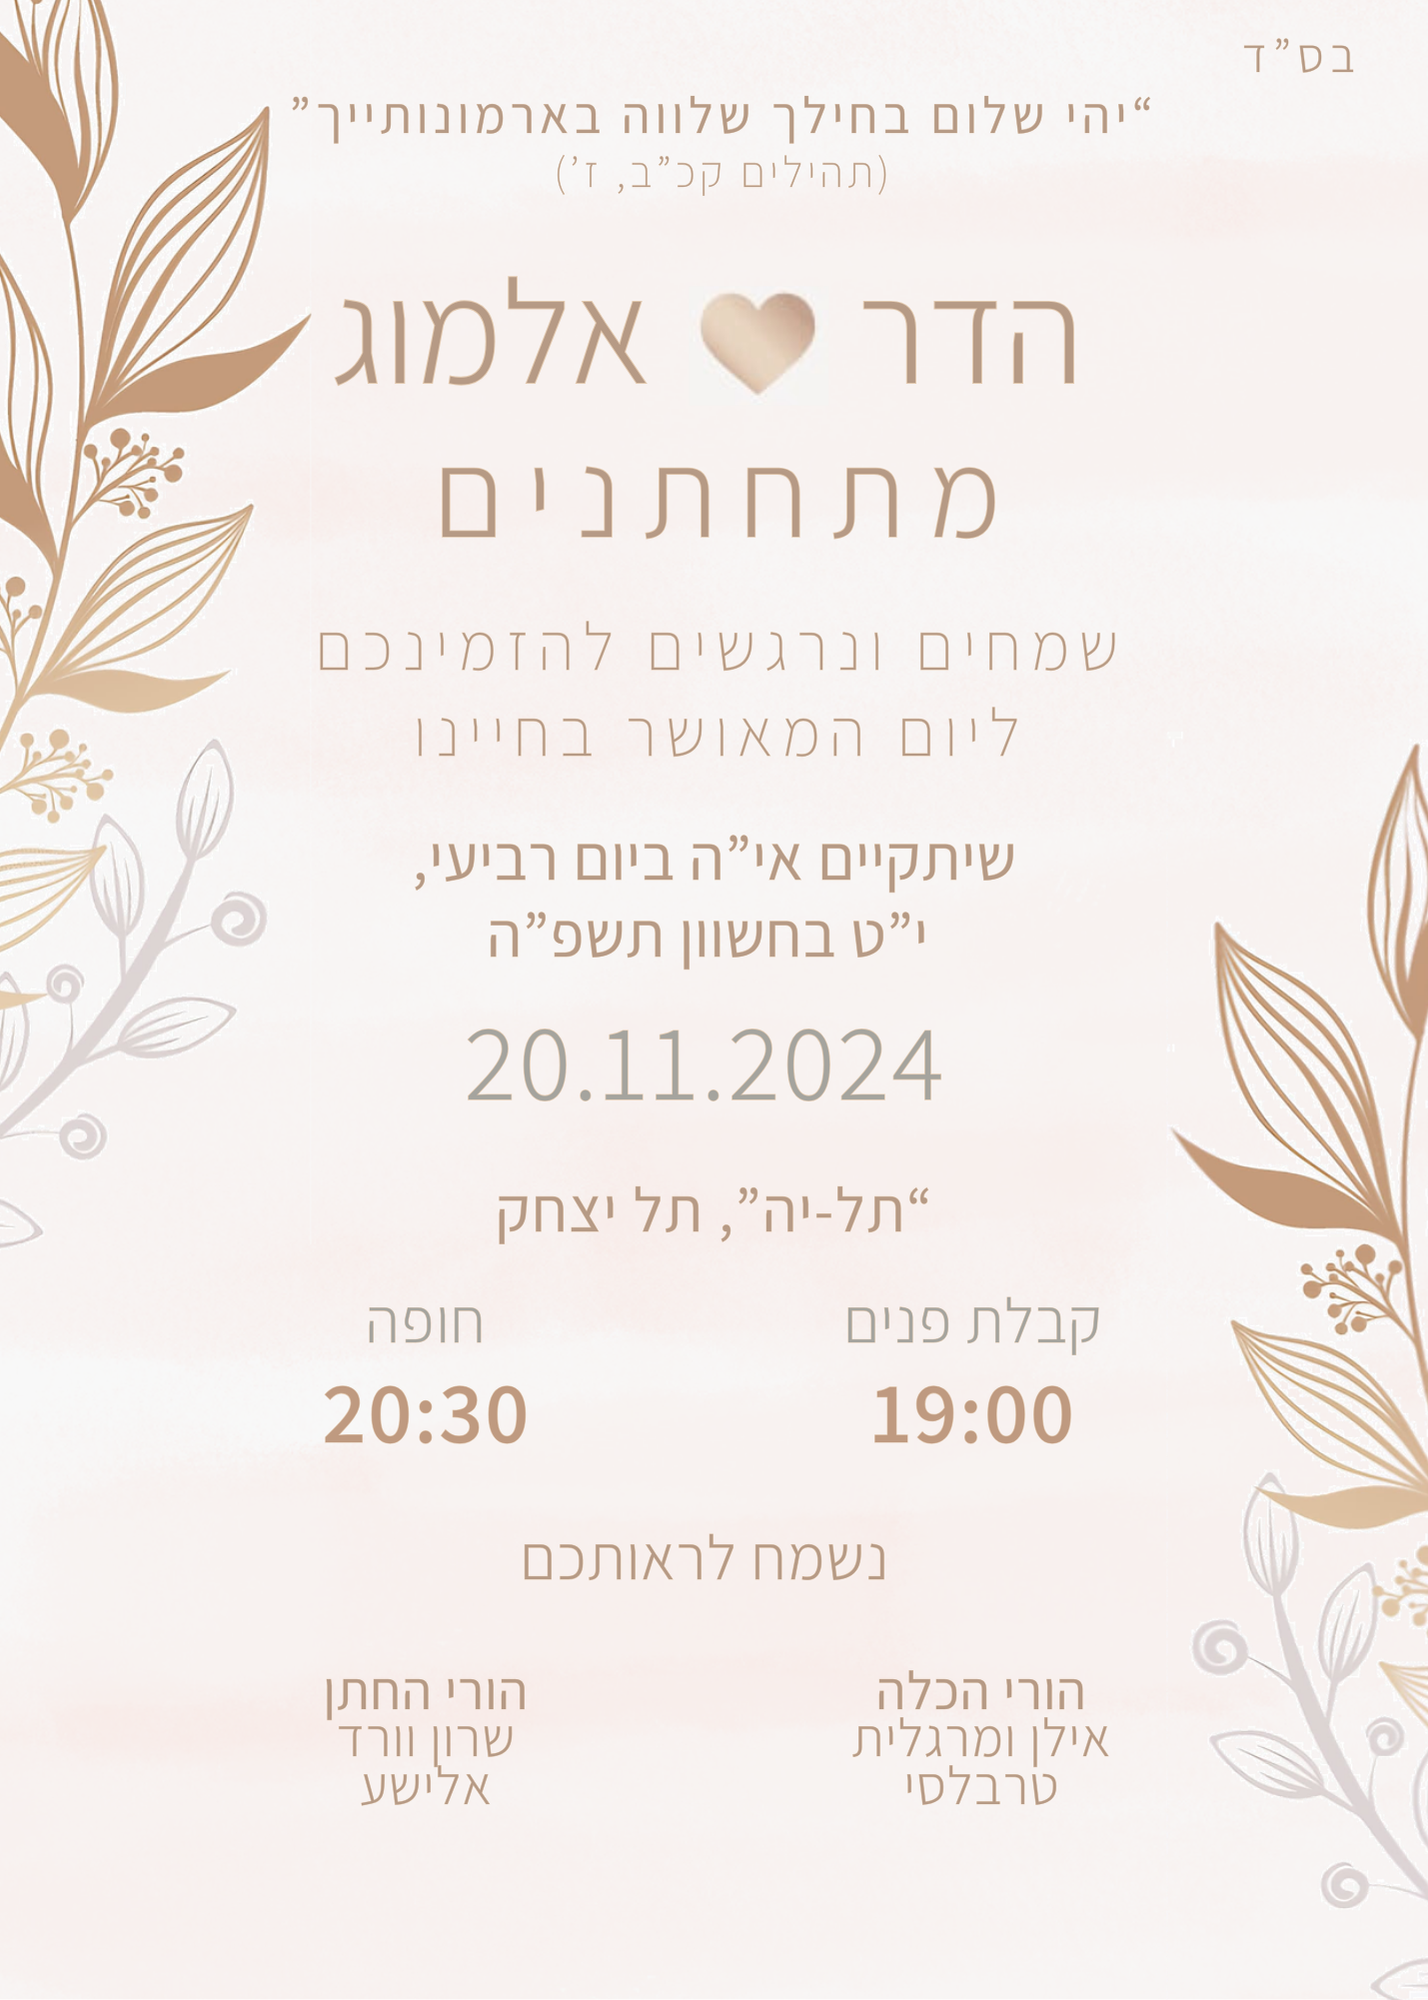 בס”ד
“יהי שלום בחילך שלווה בארמונותייך”
(תהילים קכ”ב, ז’)
הדר אלמוג
מתחתנים
שמחים ונרגשים להזמינכם
ליום המאושר בחיינו
שיתקיים אי”ה ביום רביעי,
י”ט בחשוון תשפ”ה
20.11.2024
“תל-יה”, תל יצחק
קבלת פנים חופה
19:00 20:30
נשמח לראותכם
הורי הכלה
אילן ומרגלית
טרבלסי
הורי החתן
שרון וורד
אלישע